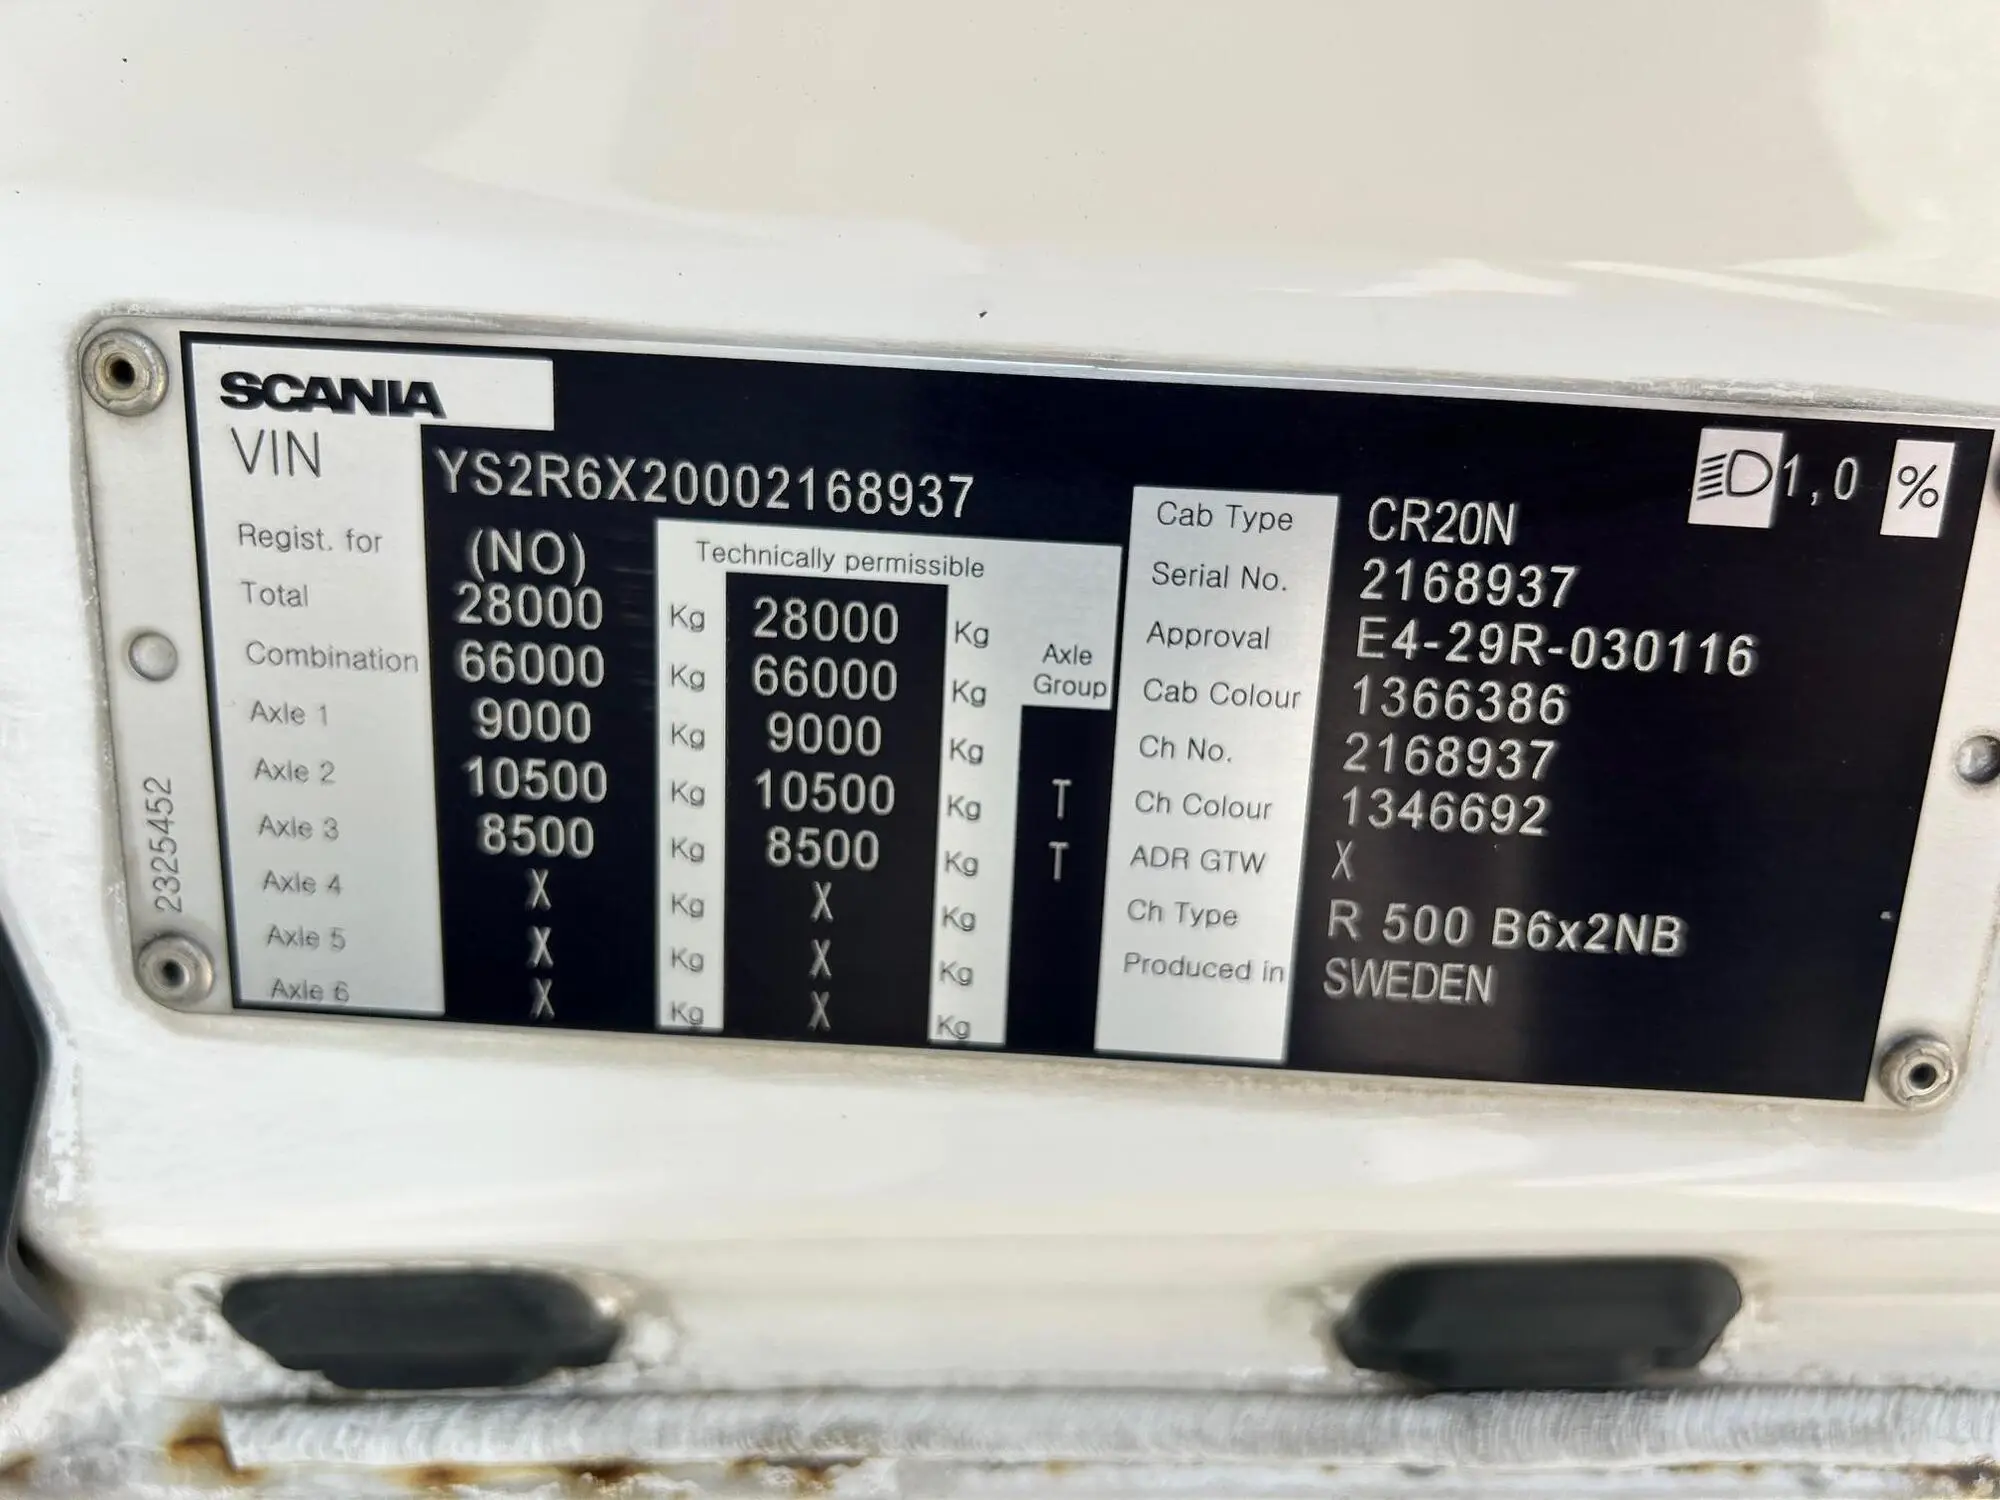 SCANIA
VIN YS2R6X20002168937
1,0 %
Regist. for (NO) Technically permissible
Total 28000 Kg 28000 Kg
Combination 66000 Kg 66000 Kg Axle Group
Axle 1 9000 Kg 9000 Kg
Axle 2 10500 Kg 10500 Kg T
Axle 3 8500 Kg 8500 Kg T
Axle 4 X Kg X Kg
Axle 5 X Kg X Kg
Axle 6 X Kg X Kg
Cab Type CR20N
Serial No. 2168937
Approval E4-29R-030116
Cab Colour 1366386
Ch No. 2168937
Ch Colour 1346692
ADR GTW X
Ch Type R 500 B6x2NB
Produced in SWEDEN
2325452